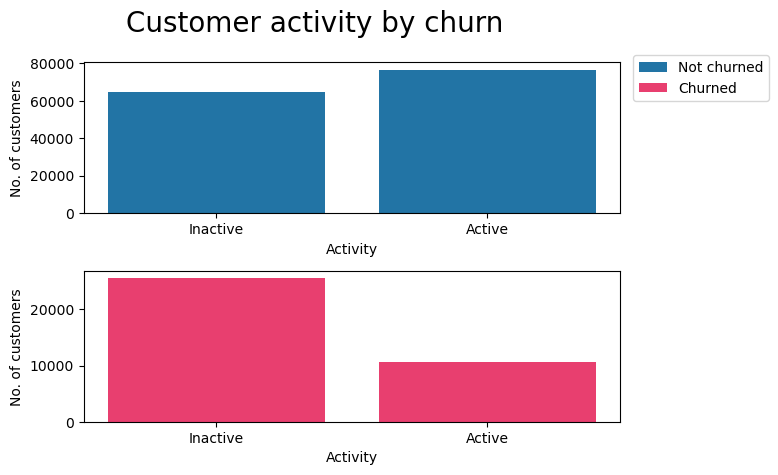 Customer activity by churn
Not churned
Churned
No. of customers
80000
60000
40000
20000
0
Inactive Active
Activity
No. of customers
20000
10000
0
Inactive Active
Activity